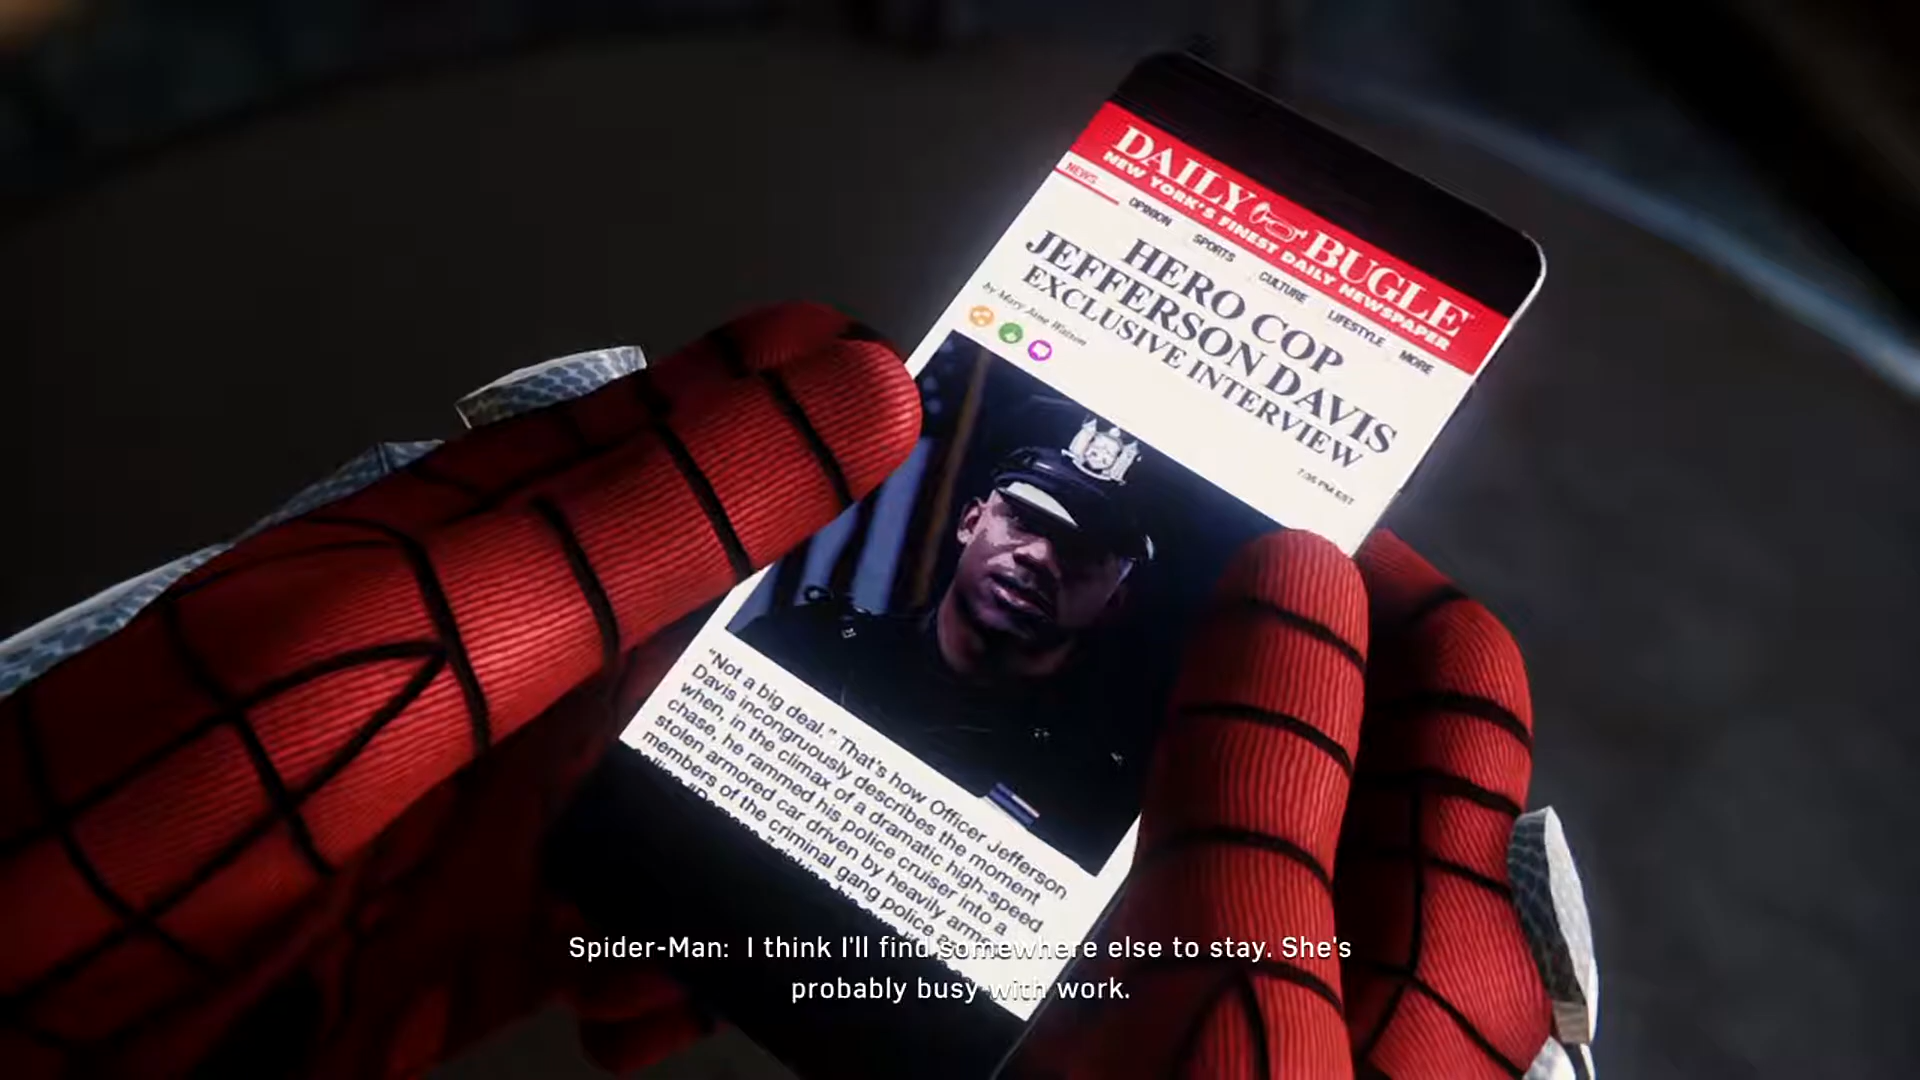 DAILY BUGLE
NEW YORK'S FINEST DAILY NEWSPAPER
NEWS OPINION SPORTS CULTURE LIFESTYLE MORE
HERO COP
JEFFERSON DAVIS
EXCLUSIVE INTERVIEW
by Mary Jane Watson
7:35 PM EST
"Not a big deal." That's how Officer Jefferson
Davis incongruously describes the moment
when, in the climax of a dramatic high-speed
chase, he rammed his police cruiser into a
stolen armored car driven by heavily
members of the criminal gang police
Spider-Man: I think I'll find somewhere else to stay. She's
probably busy with work.